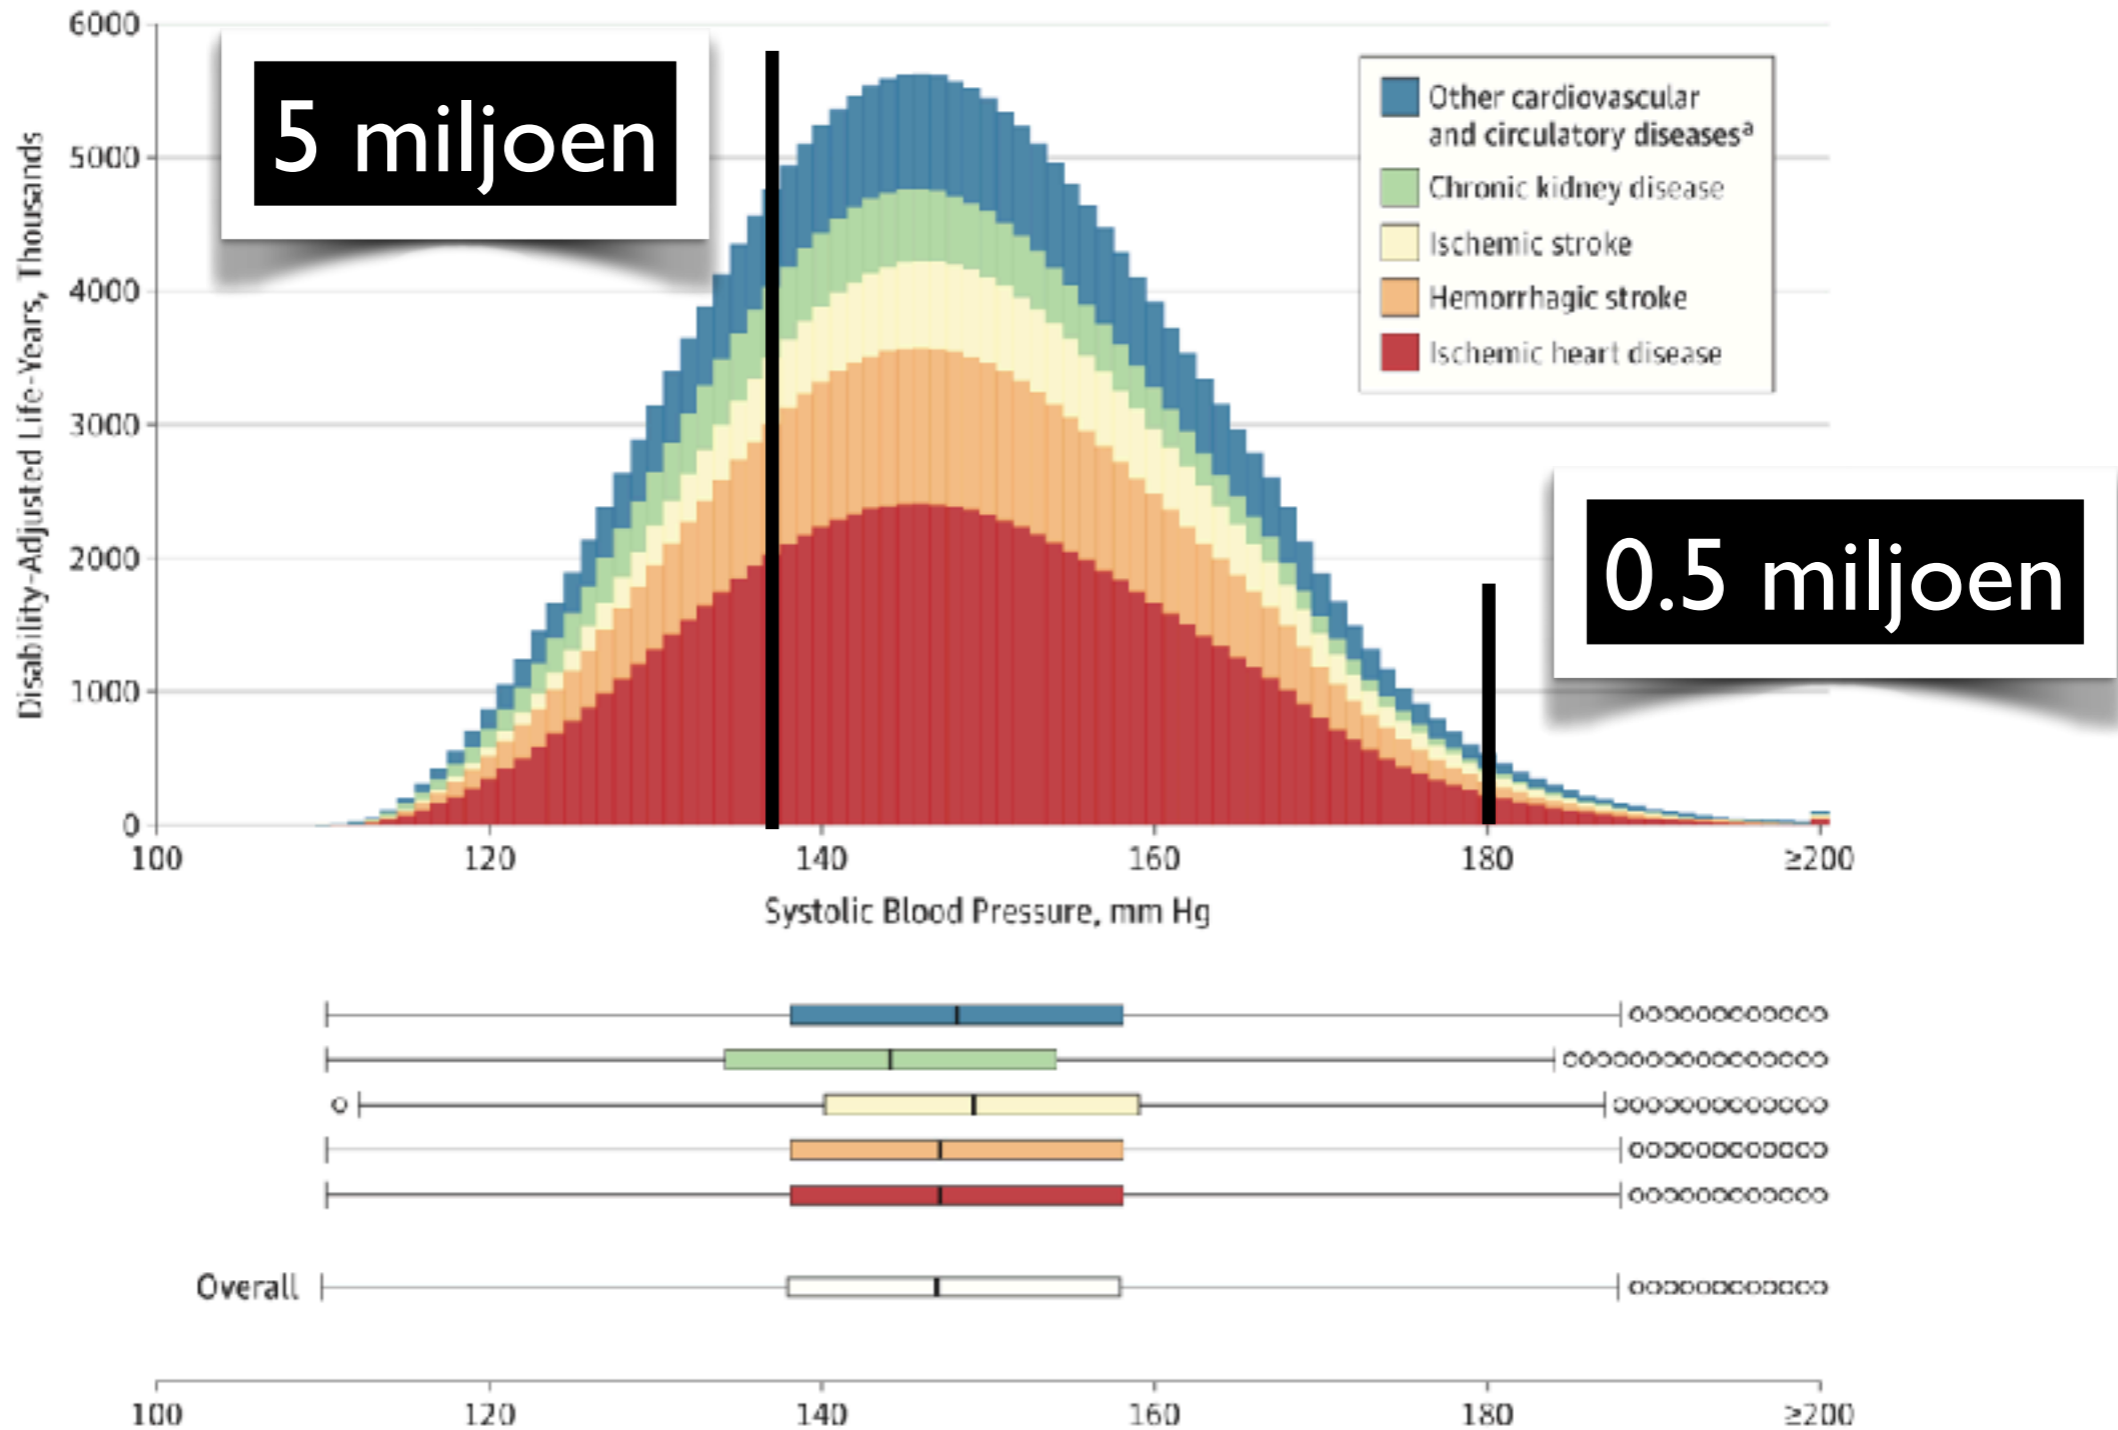 6000
5 miljoen
5000
4000
3000
2000
1000
0
Disability-Adjusted Life-Years, Thousands
Other cardiovascular
and circulatory diseasesᵃ
Chronic kidney disease
Ischemic stroke
Hemorrhagic stroke
Ischemic heart disease
0.5 miljoen
100 120 140 160 180 ≥200
Systolic Blood Pressure, mm Hg
Overall
100 120 140 160 180 ≥200